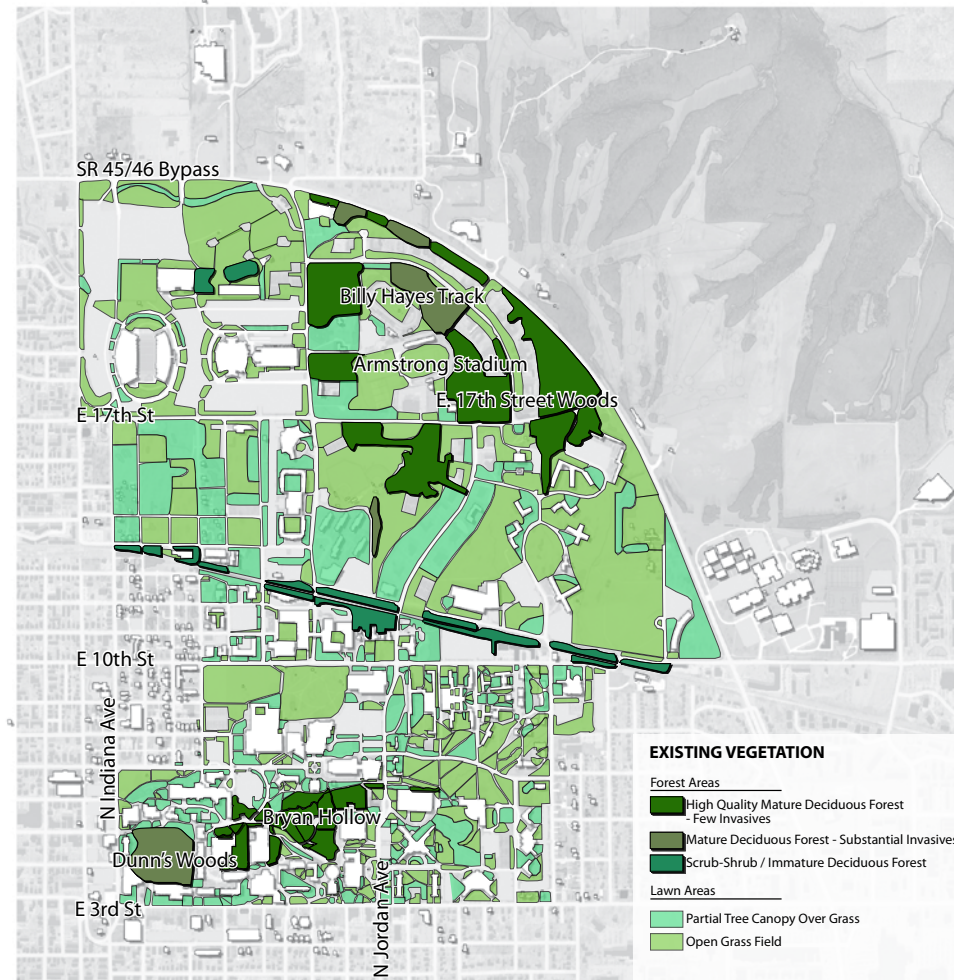 SR 45/46 Bypass
Billy Hayes Track
Armstrong Stadium
E. 17th Street Woods
E 17th St
E 10th St
N Indiana Ave
Bryan Hollow
Dunn's Woods
E 3rd St
N Jordan Ave
EXISTING VEGETATION
Forest Areas
High Quality Mature Deciduous Forest
- Few Invasives
Mature Deciduous Forest - Substantial Invasives
Scrub-Shrub / Immature Deciduous Forest
Lawn Areas
Partial Tree Canopy Over Grass
Open Grass Field